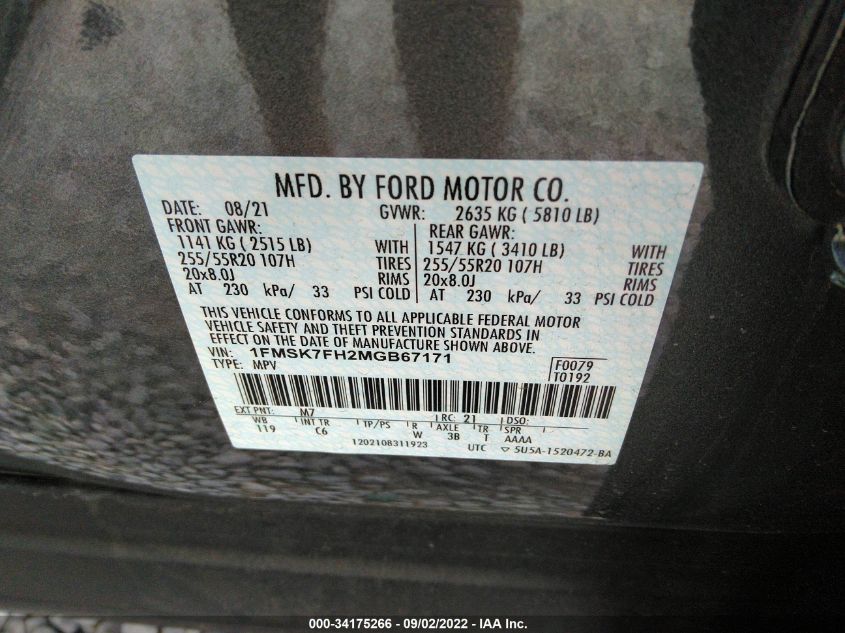 MFD. BY FORD MOTOR CO.
DATE: 08/21 GVWR: 2635 KG ( 5810 LB)
FRONT GAWR: REAR GAWR:
1141 KG ( 2515 LB) WITH 1547 KG ( 3410 LB) WITH
255/55R20 107H TIRES 255/55R20 107H TIRES
20x8.0J RIMS 20x8.0J RIMS
AT 230 kPa/ 33 PSI COLD AT 230 kPa/ 33 PSI COLD
THIS VEHICLE CONFORMS TO ALL APPLICABLE FEDERAL MOTOR
VEHICLE SAFETY AND THEFT PREVENTION STANDARDS IN
EFFECT ON THE DATE OF MANUFACTURE SHOWN ABOVE.
VIN: 1FMSK7FH2MGB67171 F0079
TYPE: MPV T0192
EXT PNT: M7 RC: 21 DSO:
WB INT TR TP/PS R AXLE TR SPR
119 C6 W 3B T AAAA
1202108311923 UTC ▽ 5U5A-1520472-BA
000-34175266 - 09/02/2022 - IAA Inc.